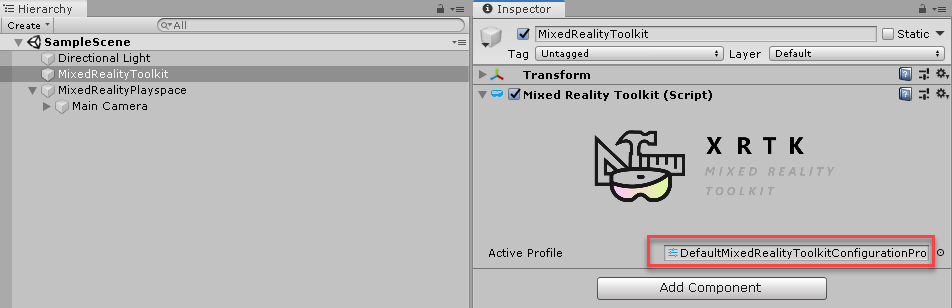 Hierarchy
Create
All
SampleScene
Directional Light
MixedRealityToolkit
MixedRealityPlayspace
Main Camera
Inspector
MixedRealityToolkit
Static
Tag Untagged Layer Default
Transform
Mixed Reality Toolkit (Script)
XRTK
MIXED REALITY
TOOLKIT
Active Profile DefaultMixedRealityToolkitConfigurationPro
Add Component